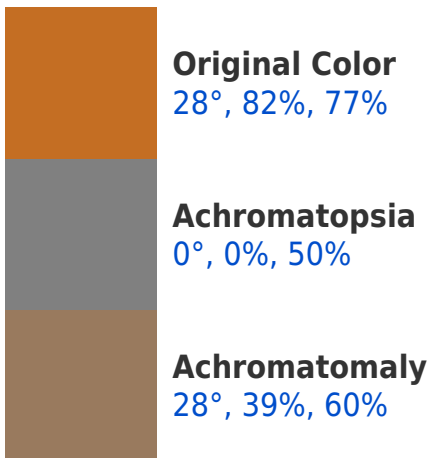 Original Color
28°, 82%, 77%
Achromatopsia
0°, 0%, 50%
Achromatomaly
28°, 39%, 60%